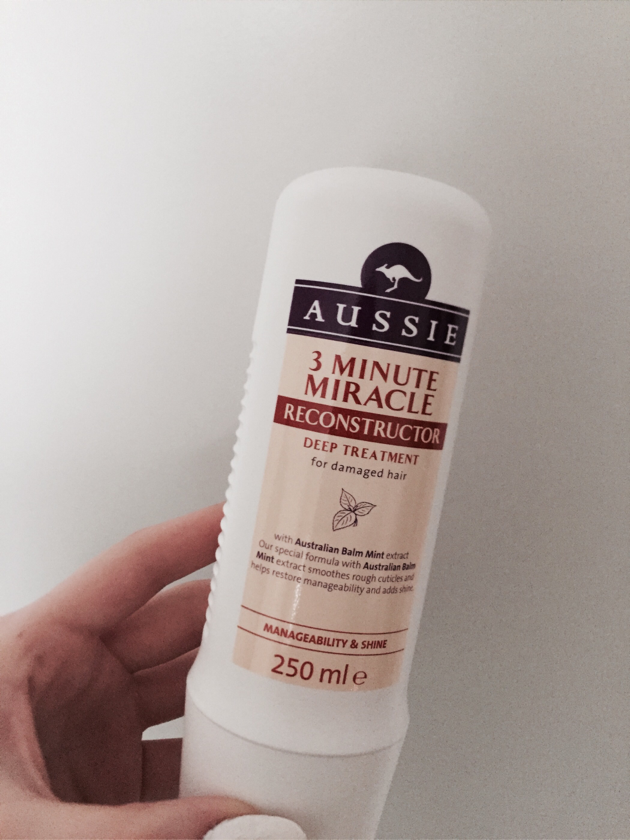 AUSSIE
3 MINUTE
MIRACLE
RECONSTRUCTOR
DEEP TREATMENT
for damaged hair
with Australian Balm Mint extract
Our special formula with Australian Balm
Mint extract smoothes rough cuticles and
helps restore manageability and adds shine.
MANAGEABILITY & SHINE
250 ml e